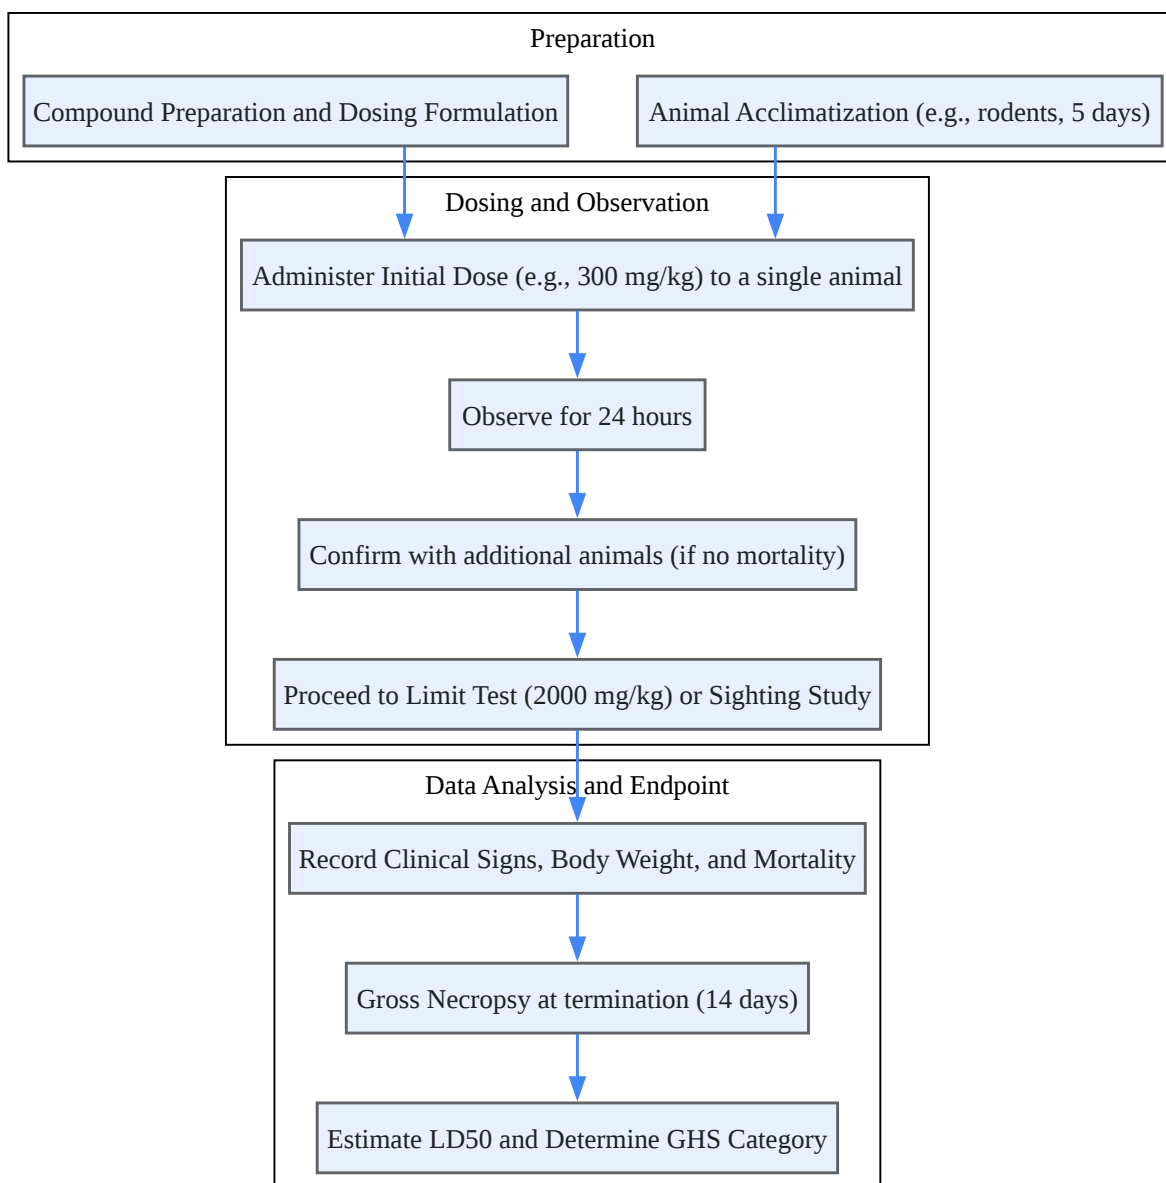 Preparation
Compound Preparation and Dosing Formulation
Animal Acclimatization (e.g., rodents, 5 days)
Dosing and Observation
Administer Initial Dose (e.g., 300 mg/kg) to a single animal
Observe for 24 hours
Confirm with additional animals (if no mortality)
Proceed to Limit Test (2000 mg/kg) or Sighting Study
Data Analysis and Endpoint
Record Clinical Signs, Body Weight, and Mortality
Gross Necropsy at termination (14 days)
Estimate LD50 and Determine GHS Category